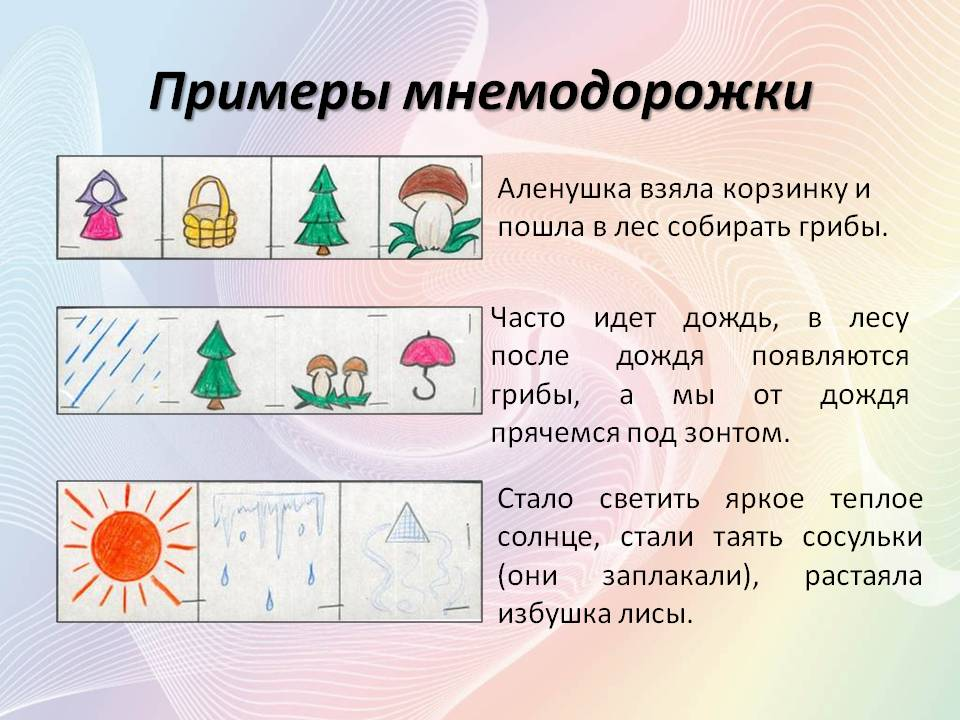 Примеры мнемодорожки
Аленушка взяла корзинку и
пошла в лес собирать грибы.
Часто идет дождь, в лесу
после дождя появляются
грибы, а мы от дождя
прячемся под зонтом.
Стало светить яркое теплое
солнце, стали таять сосульки
(они заплакали), растаяла
избушка лисы.